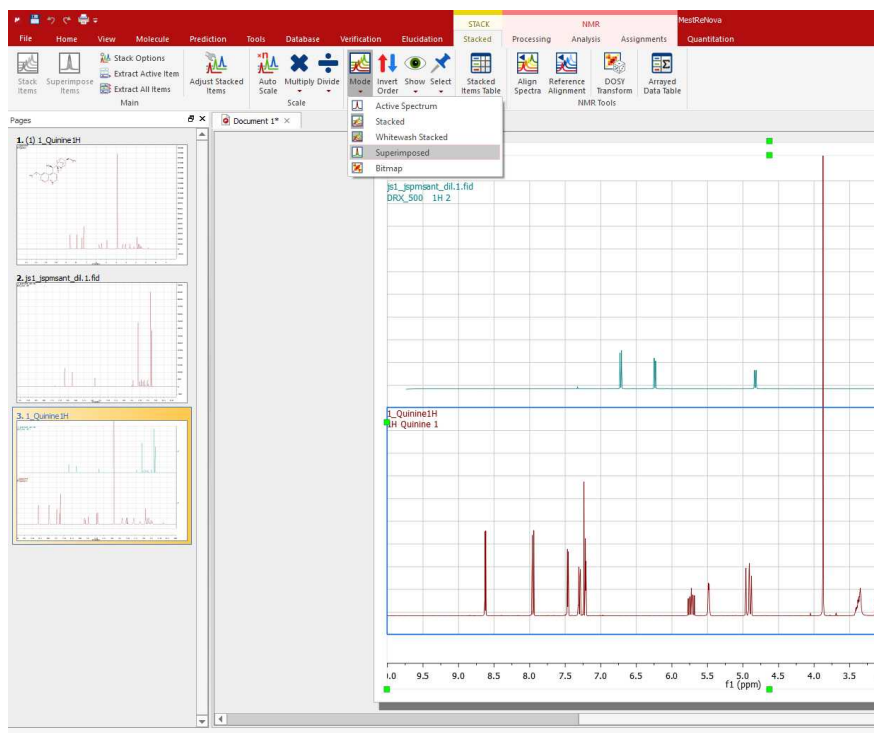 STACK NMR MestReNova
File Home View Molecule Prediction Tools Database Verification Elucidation Stacked Processing Analysis Assignments Quantitation
Stack Items
Superimpose Items
Stack Options
Extract Active Item
Extract All Items
Adjust Stacked Items
Auto Scale
Multiply Divide
Mode
Invert Order
Show Select
Stacked Items Table
Align Spectra
Reference Alignment
DOSY Transform
Arrayed Data Table
Main Scale NMR Tools
Active Spectrum
Stacked
Whitewash Stacked
Superimposed
Bitmap
Pages
Document 1* ×
1. (1) 1_Quinine1H
2. js1_jspmsant_dil.1.fid
3. 1_Quinine1H
js1_jspmsant_dil.1.fid
DRX_500 1H 2
1_Quinine1H
1H Quinine 1
.0 9.5 9.0 8.5 8.0 7.5 7.0 6.5 6.0 5.5 5.0 4.5 4.0 3.5
f1 (ppm)